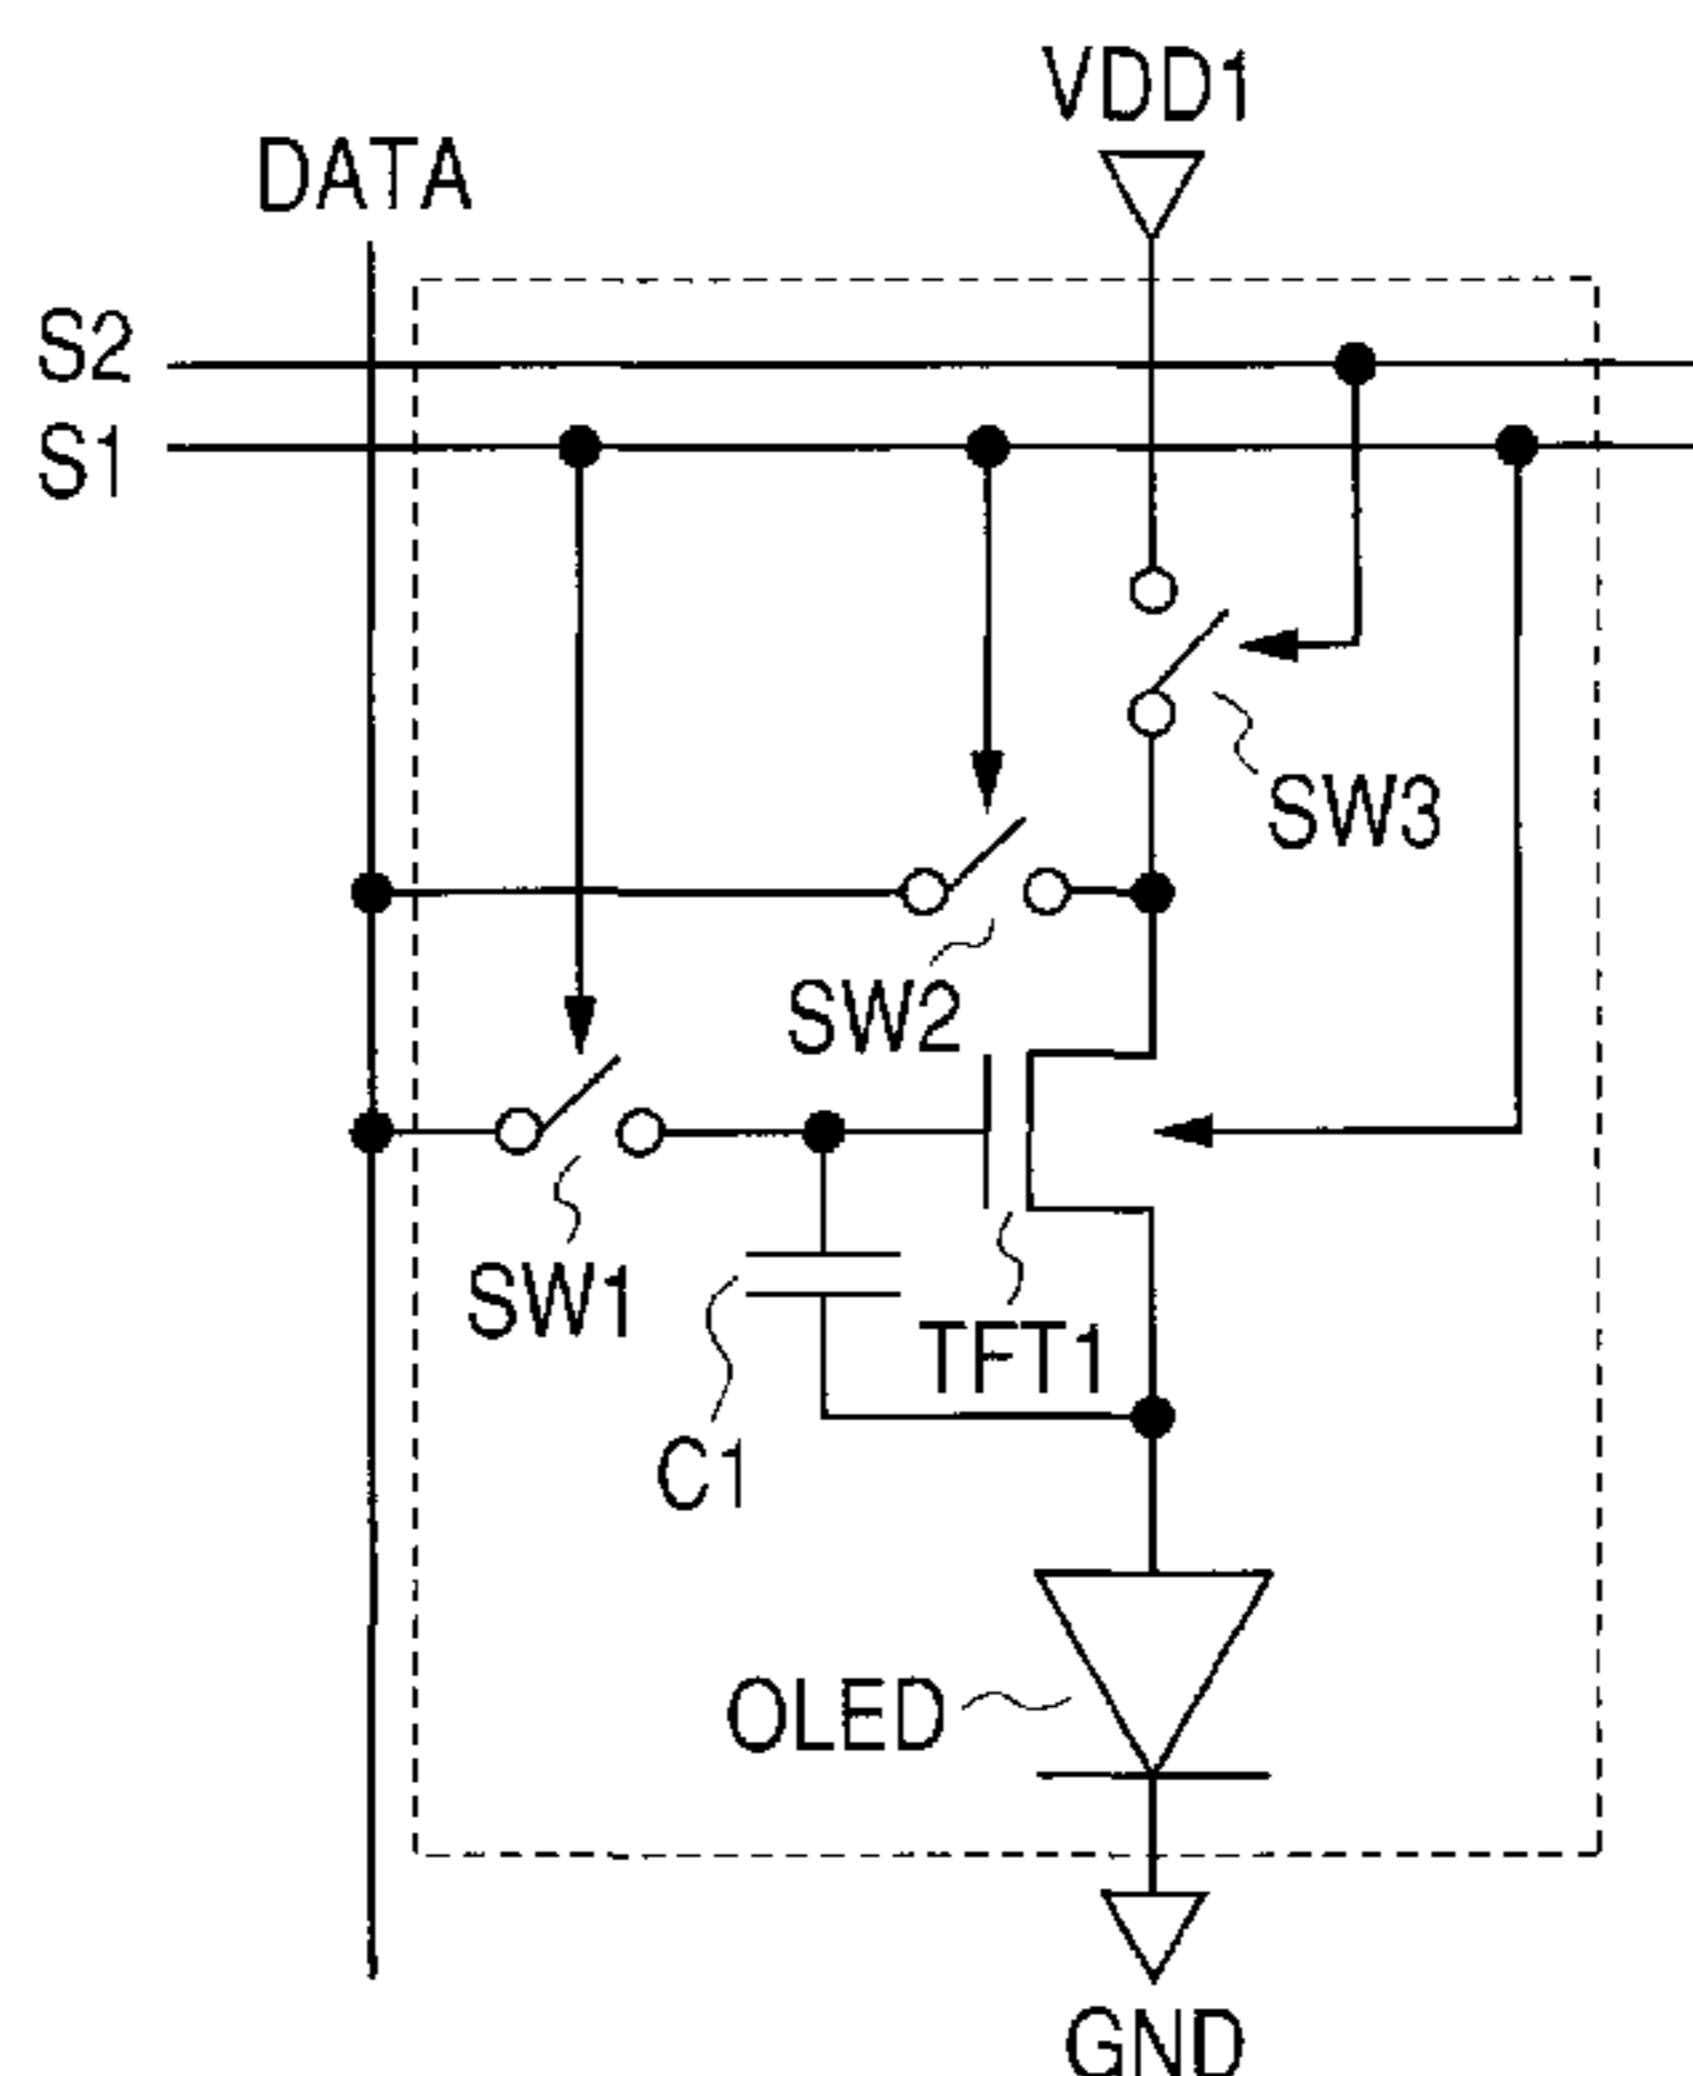 VDD1
DATA
S2
S1
SW3
SW2
SW1
TFT1
C1
OLED
GND